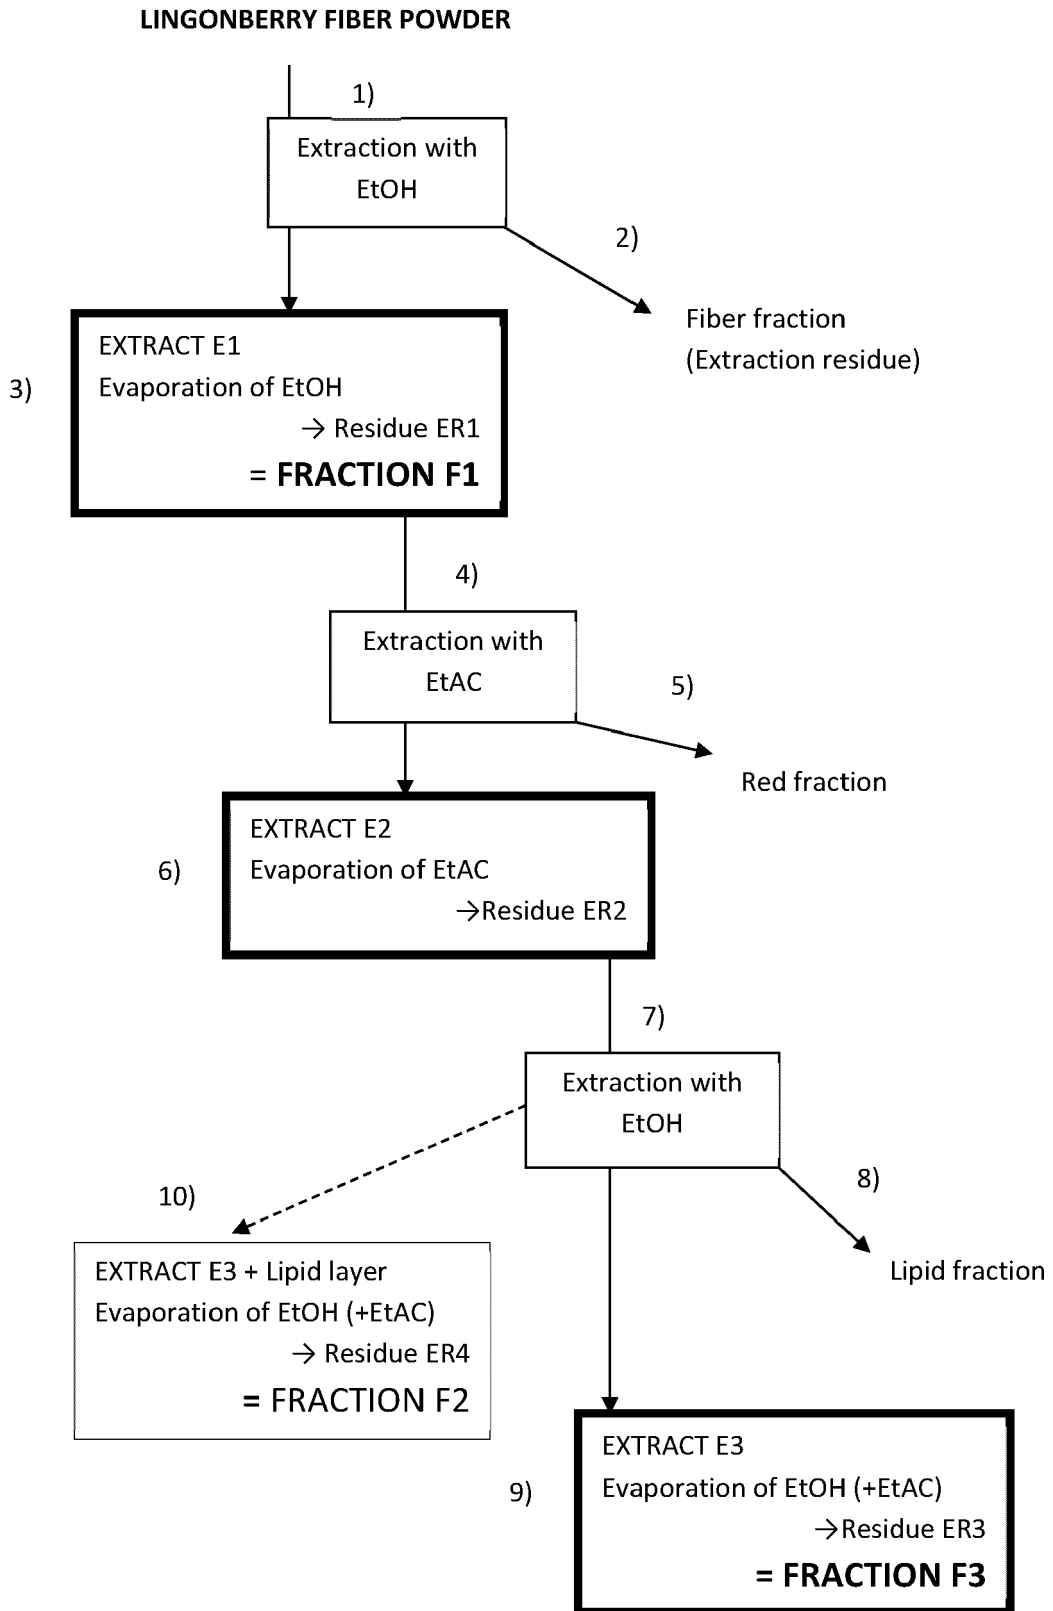 LINGONBERRY FIBER POWDER
1)
Extraction with
EtOH
2)
Fiber fraction
(Extraction residue)
3)
EXTRACT E1
Evaporation of EtOH
→ Residue ER1
= FRACTION F1
4)
Extraction with
EtAC
5)
Red fraction
6)
EXTRACT E2
Evaporation of EtAC
→Residue ER2
7)
Extraction with
EtOH
8)
Lipid fraction
10)
EXTRACT E3 + Lipid layer
Evaporation of EtOH (+EtAC)
→ Residue ER4
= FRACTION F2
9)
EXTRACT E3
Evaporation of EtOH (+EtAC)
→Residue ER3
= FRACTION F3